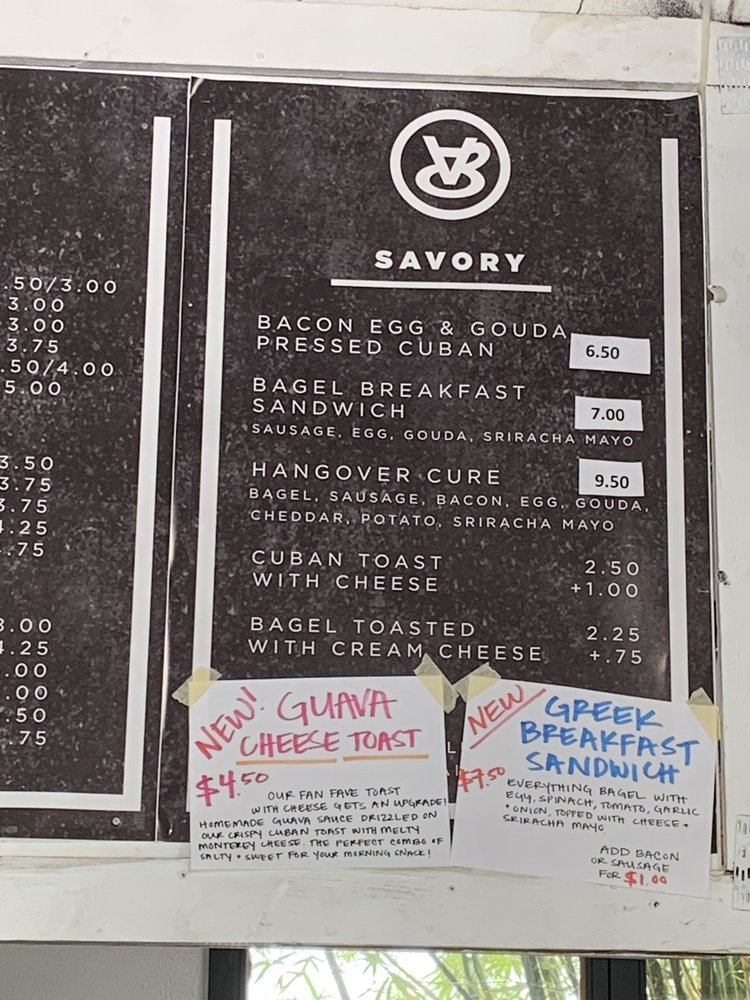 .50/3.00
3.00
3.00
3.75
.50/4.00
5.00
3.50
3.75
3.75
.25
.75
3.00
.25
.00
.00
.50
.75
SAVORY
BACON EGG & GOUDA
PRESSED CUBAN 6.50
BAGEL BREAKFAST
SANDWICH 7.00
SAUSAGE, EGG, GOUDA, SRIRACHA MAYO
HANGOVER CURE 9.50
BAGEL, SAUSAGE, BACON, EGG, GOUDA,
CHEDDAR, POTATO, SRIRACHA MAYO
CUBAN TOAST 2.50
WITH CHEESE +1.00
BAGEL TOASTED 2.25
WITH CREAM CHEESE +.75
NEW! GUAVA
CHEESE TOAST
$4.50
OUR FAN FAVE TOAST
WITH CHEESE GETS AN UPGRADE!
HOMEMADE GUAVA SAUCE DRIZZLED ON
OUR CRISPY CUBAN TOAST WITH MELTY
MONTEREY CHEESE. THE PERFECT COMBO OF
SALTY + SWEET FOR YOUR MORNING SNACK!
NEW GREEK
BREAKFAST
SANDWICH
$7.50
EVERYTHING BAGEL WITH
EGG, SPINACH, TOMATO, GARLIC
+ ONION, TOPPED WITH CHEESE +
SRIRACHA MAYO
ADD BACON
OR SAUSAGE
FOR $1.00